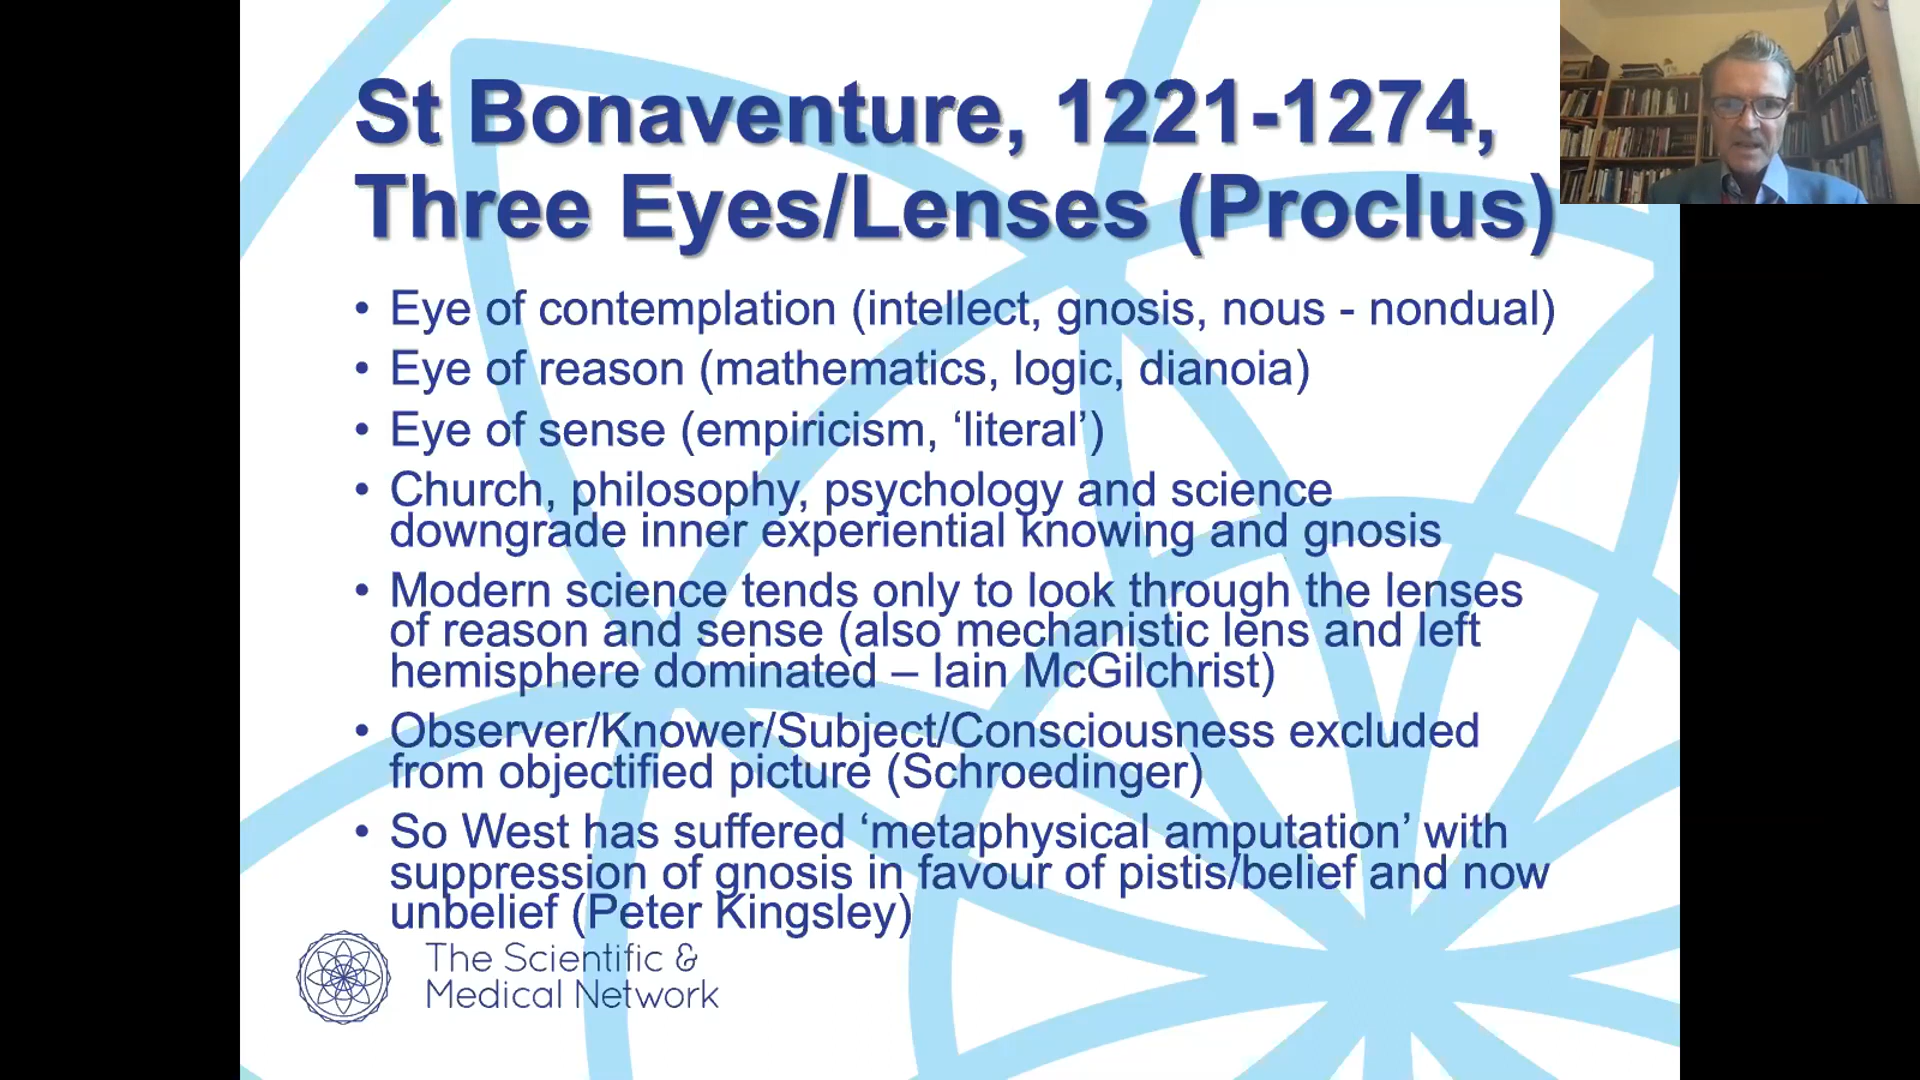 St Bonaventure, 1221-1274,
Three Eyes/Lenses (Proclus)
• Eye of contemplation (intellect, gnosis, nous - nondual)
• Eye of reason (mathematics, logic, dianoia)
• Eye of sense (empiricism, ‘literal’)
• Church, philosophy, psychology and science
downgrade inner experiential knowing and gnosis
• Modern science tends only to look through the lenses
of reason and sense (also mechanistic lens and left
hemisphere dominated – Iain McGilchrist)
• Observer/Knower/Subject/Consciousness excluded
from objectified picture (Schroedinger)
• So West has suffered ‘metaphysical amputation’ with
suppression of gnosis in favour of pistis/belief and now
unbelief (Peter Kingsley)
The Scientific &
Medical Network